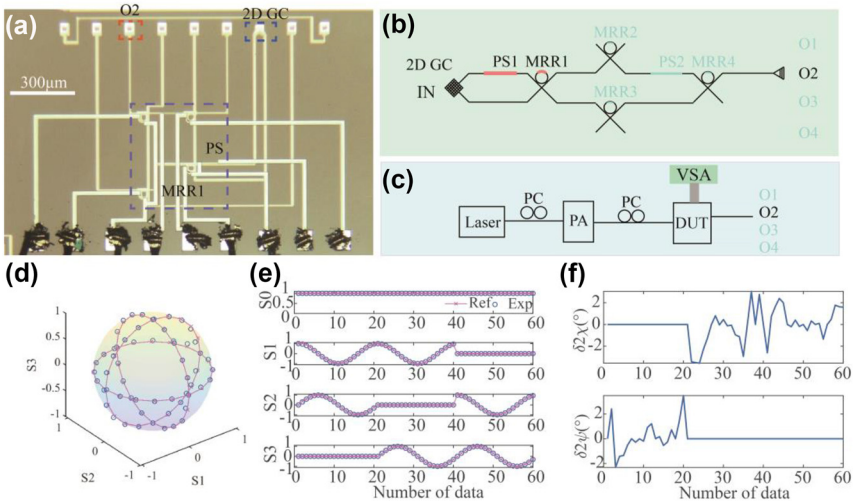 (a)
O2
2D GC
300μm
PS
MRR1
(b)
2D GC
IN
PS1
MRR1
MRR2
MRR3
PS2
MRR4
O1
O2
O3
O4
(c)
Laser
PC
PA
PC
VSA
DUT
O1
O2
O3
O4
(d)
1
0.5
0
-0.5
-1
S3
1
0
-1
S2
-1
0
1
S1
(e)
S0
1
0.5
0
Ref
Exp
0 10 20 30 40 50 60
S1
1
0
-1
0 10 20 30 40 50 60
S2
1
0
-1
0 10 20 30 40 50 60
S3
1
0
-1
0 10 20 30 40 50 60
Number of data
(f)
δ2χ(°)
2
0
-2
0 10 20 30 40 50 60
δ2ψ(°)
2
0
-2
0 10 20 30 40 50 60
Number of data